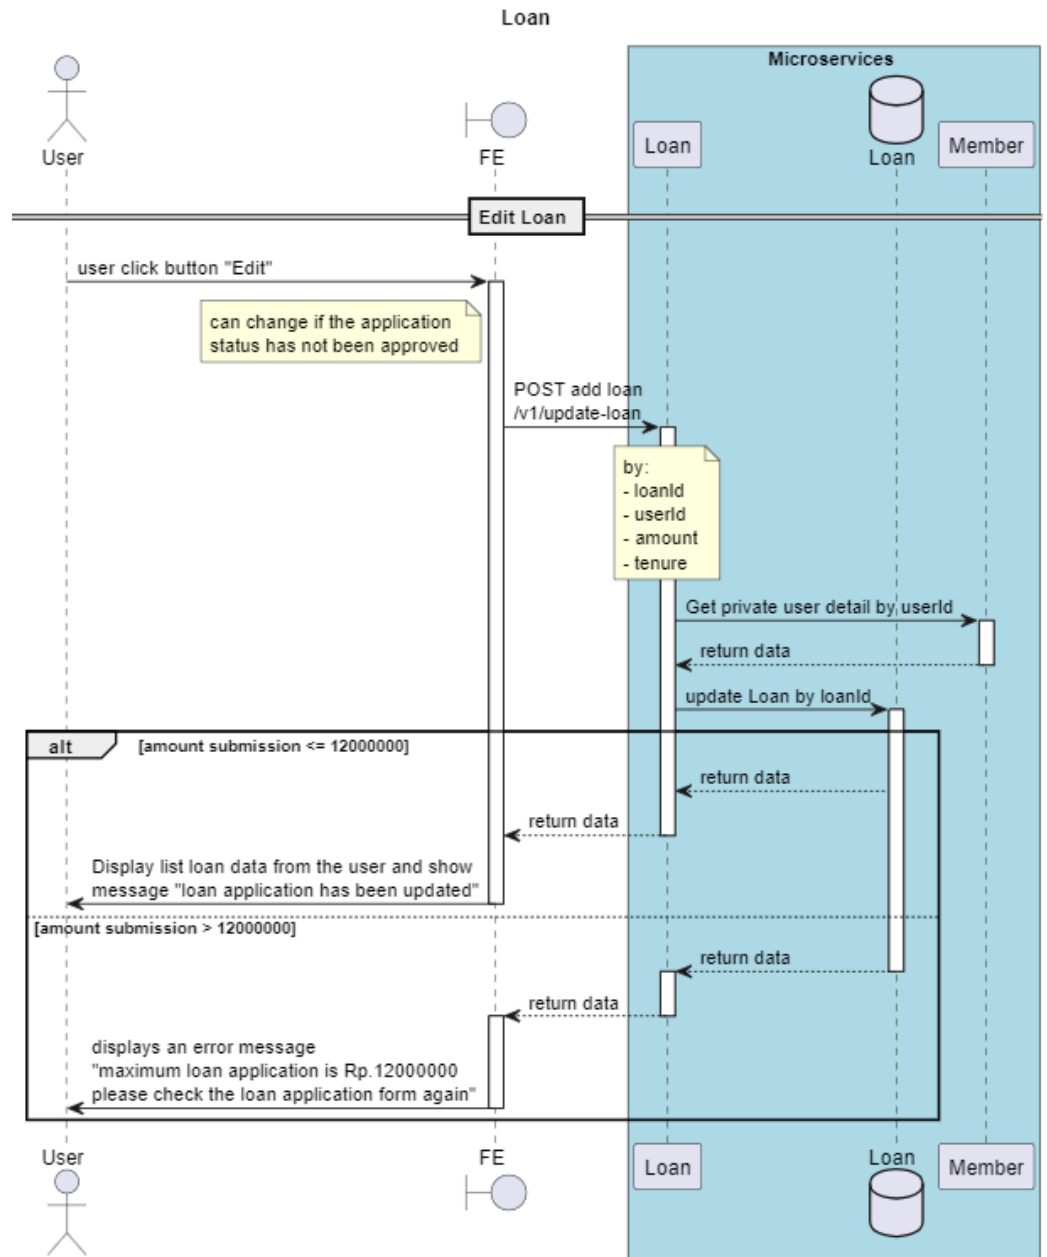 Loan
Microservices
User
FE
Loan
Loan
Member
Edit Loan
user click button "Edit"
can change if the application
status has not been approved
POST add loan
/v1/update-loan
by:
- loanId
- userId
- amount
- tenure
Get private user detail by userId
return data
update Loan by loanId
alt
[amount submission <= 12000000]
return data
return data
Display list loan data from the user and show
message "loan application has been updated"
[amount submission > 12000000]
return data
return data
displays an error message
"maximum loan application is Rp.12000000
please check the loan application form again"
User
FE
Loan
Loan
Member